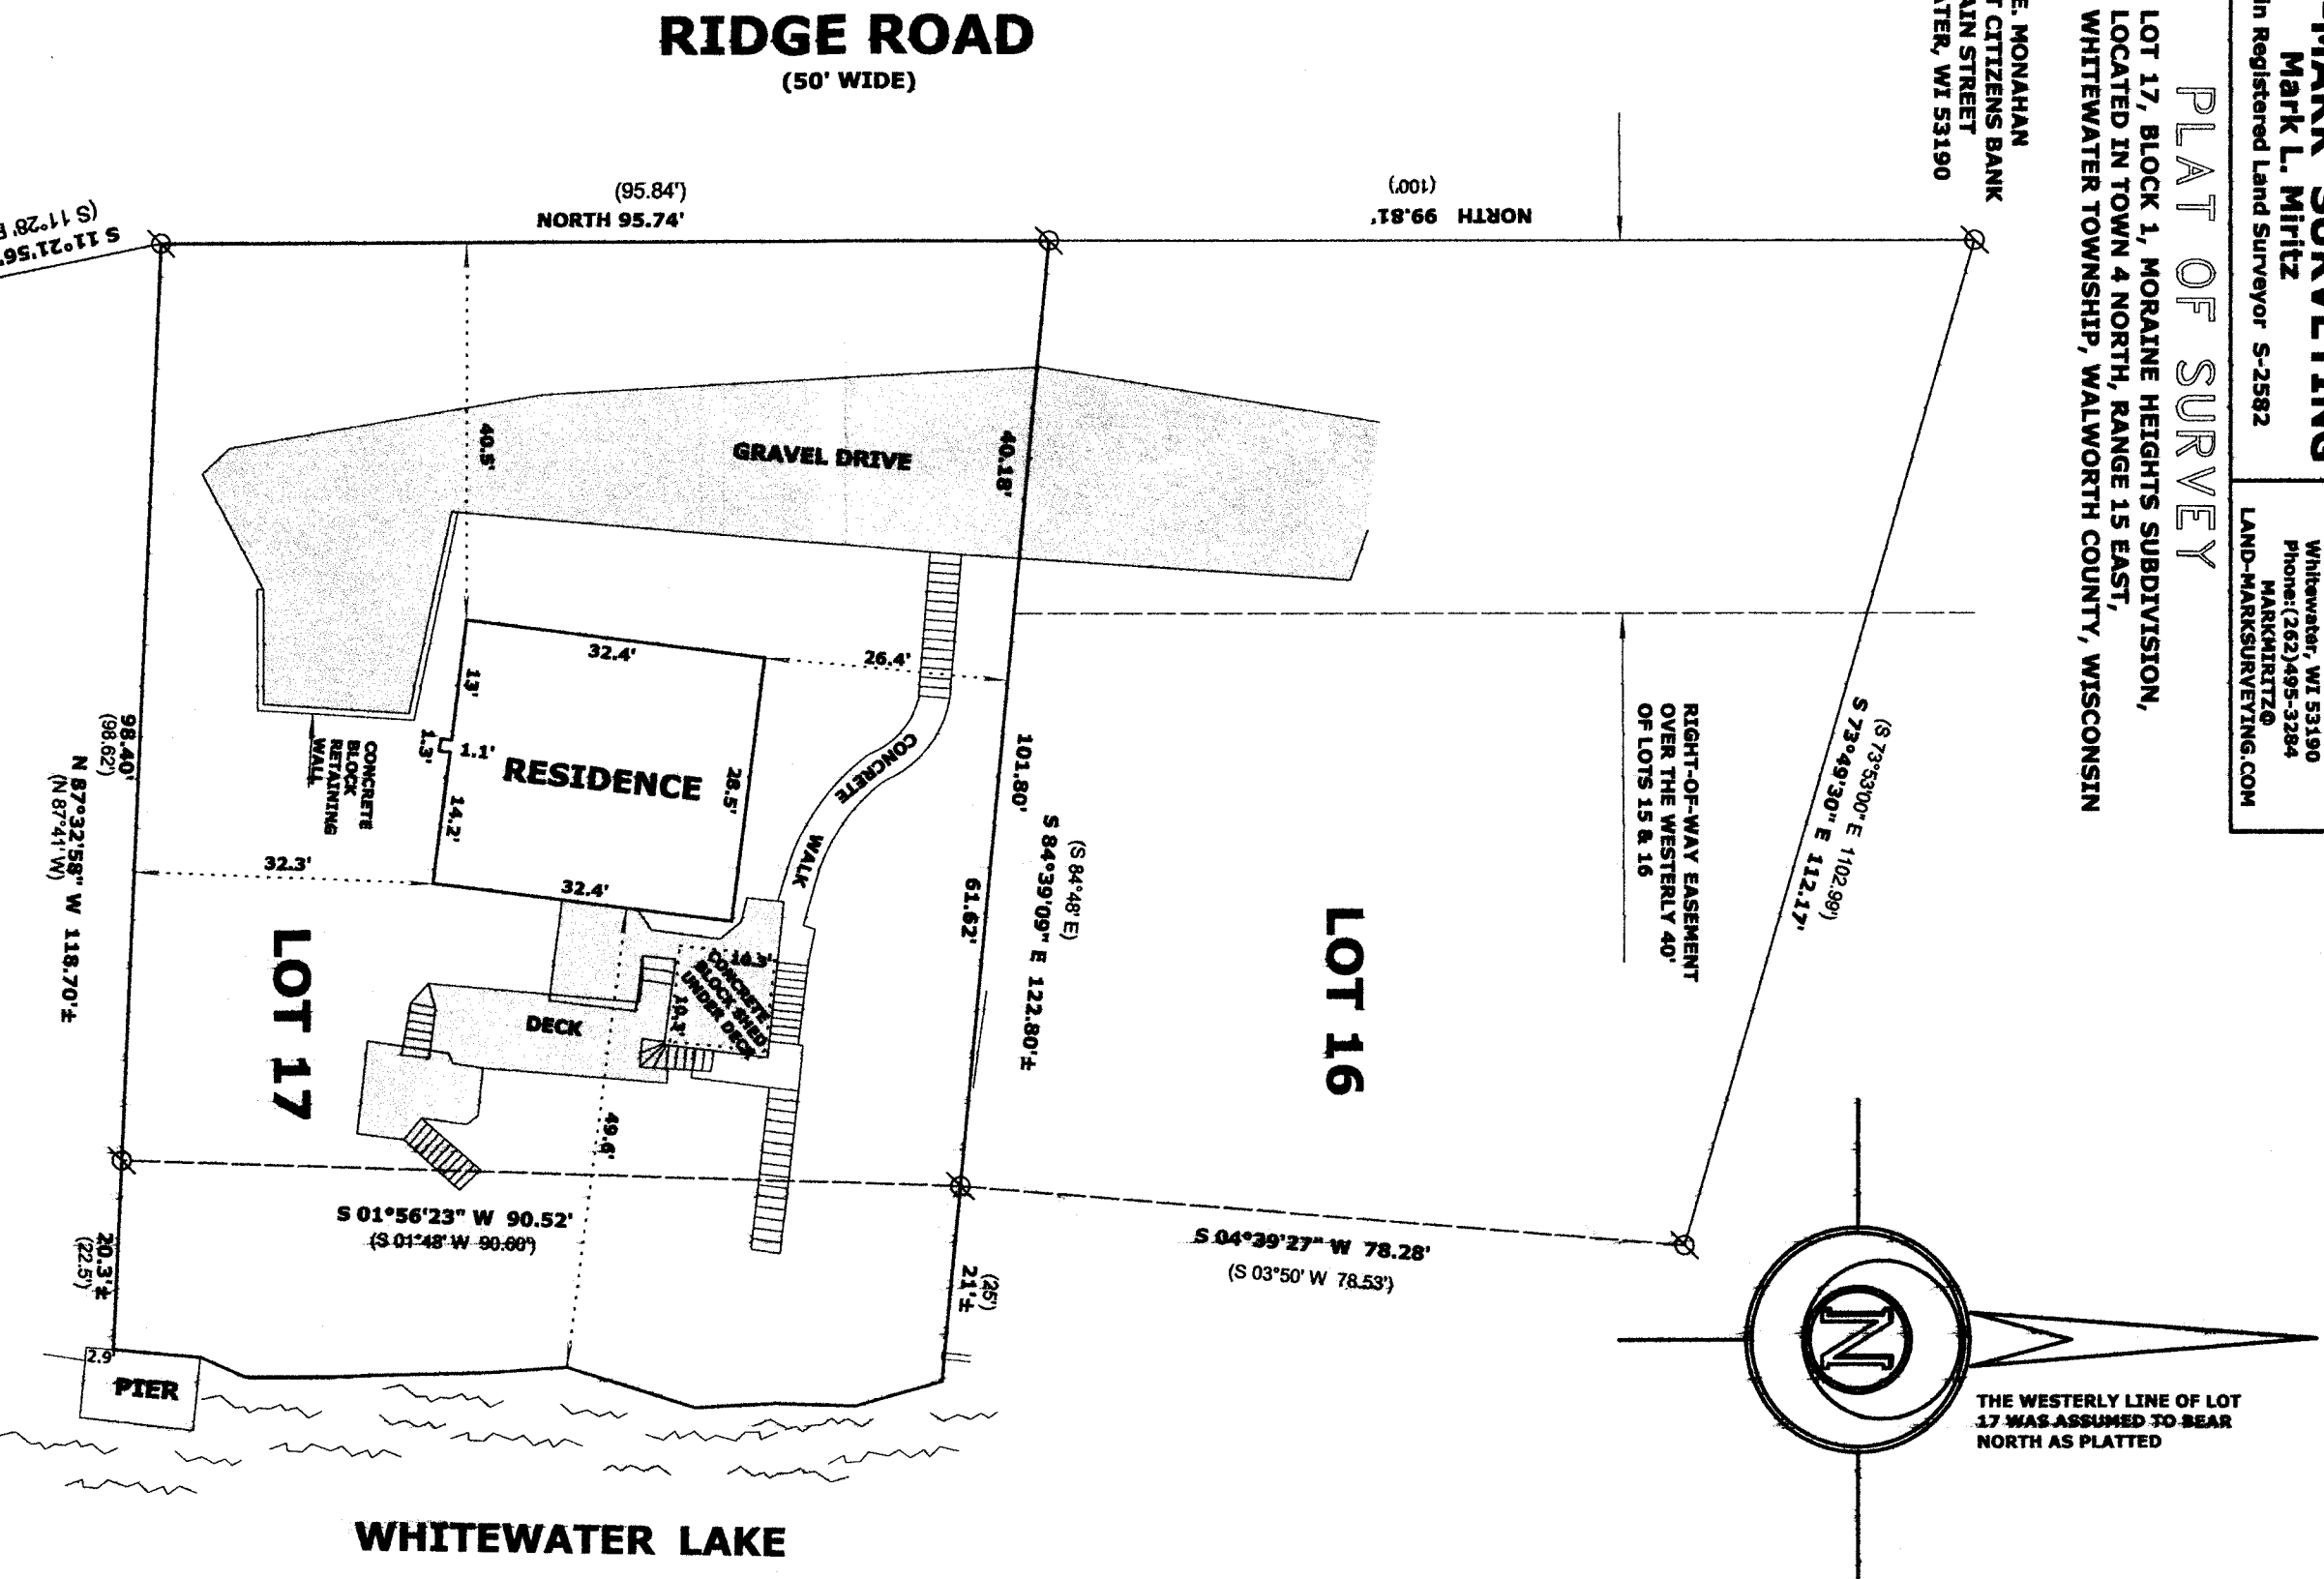 RIDGE ROAD
(50' WIDE)
E. MONAHAN
CITIZENS BANK
STREET
WI 53190
Mark L. Miritz
Registered Land Surveyor S-2582
Whitewater, WI 53190
Phone:(262)495-3284
MARKMIRITZ@
LAND-MARKSURVEYING.COM
PLAT OF SURVEY
LOT 17, BLOCK 1, MORAINE HEIGHTS SUBDIVISION,
LOCATED IN TOWN 4 NORTH, RANGE 15 EAST,
WHITEWATER TOWNSHIP, WALWORTH COUNTY, WISCONSIN
(95.84')
NORTH 95.74'
(100')
NORTH 99.81'
S 11°21'56"
(S 11°28'
40.5'
GRAVEL DRIVE
40.18'
32.4'
26.4'
13'
1.3'
1.1'
14.2'
RESIDENCE
28.5'
32.4'
CONCRETE
WALK
CONCRETE
BLOCK
RETAINING
WALL
98.40'
(98.62')
N 87°32'58" W 118.70'±
(N 87°41' W)
32.3'
LOT 17
101.80'
61.62'
(S 84°48' E)
S 84°39'09" E 122.80'±
RIGHT-OF-WAY EASEMENT
OVER THE WESTERLY 40'
OF LOTS 15 & 16
LOT 16
(S 73°53'00" E 1102.99')
S 73°49'30" E 112.17'
10.3'
10.3'
CONCRETE
BLOCK SHED
UNDER DECK
DECK
49.6'
S 01°56'23" W 90.52'
(S 01°48' W 90.60')
S 04°39'27" W 78.28'
(S 03°50' W 78.53')
20.3'±
(22.5')
(25')
21'±
2.9'
PIER
WHITEWATER LAKE
N
THE WESTERLY LINE OF LOT
17 WAS ASSUMED TO BEAR
NORTH AS PLATTED